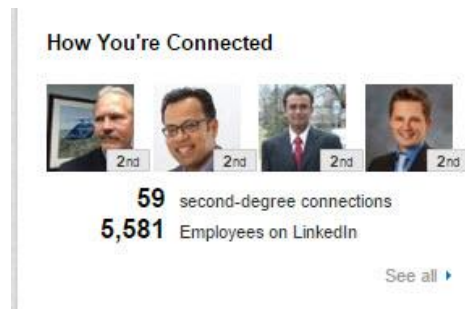 How You're Connected
2nd 2nd 2nd 2nd
59 second-degree connections
5,581 Employees on LinkedIn
See all